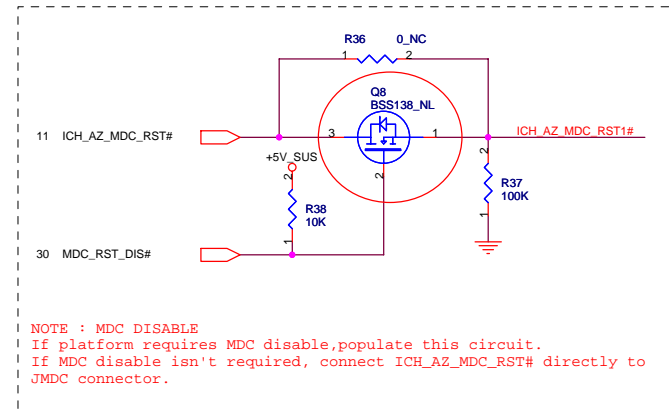 R36 0_NC
1 2
Q8
BSS138_NL
11 ICH_AZ_MDC_RST#
3 1
ICH_AZ_MDC_RST1#
+5V_SUS
2
2
2
R37
100K
R38
10K
1
1
30 MDC_RST_DIS#
NOTE : MDC DISABLE
If platform requires MDC disable,populate this circuit.
If MDC disable isn't required, connect ICH_AZ_MDC_RST# directly to
JMDC connector.